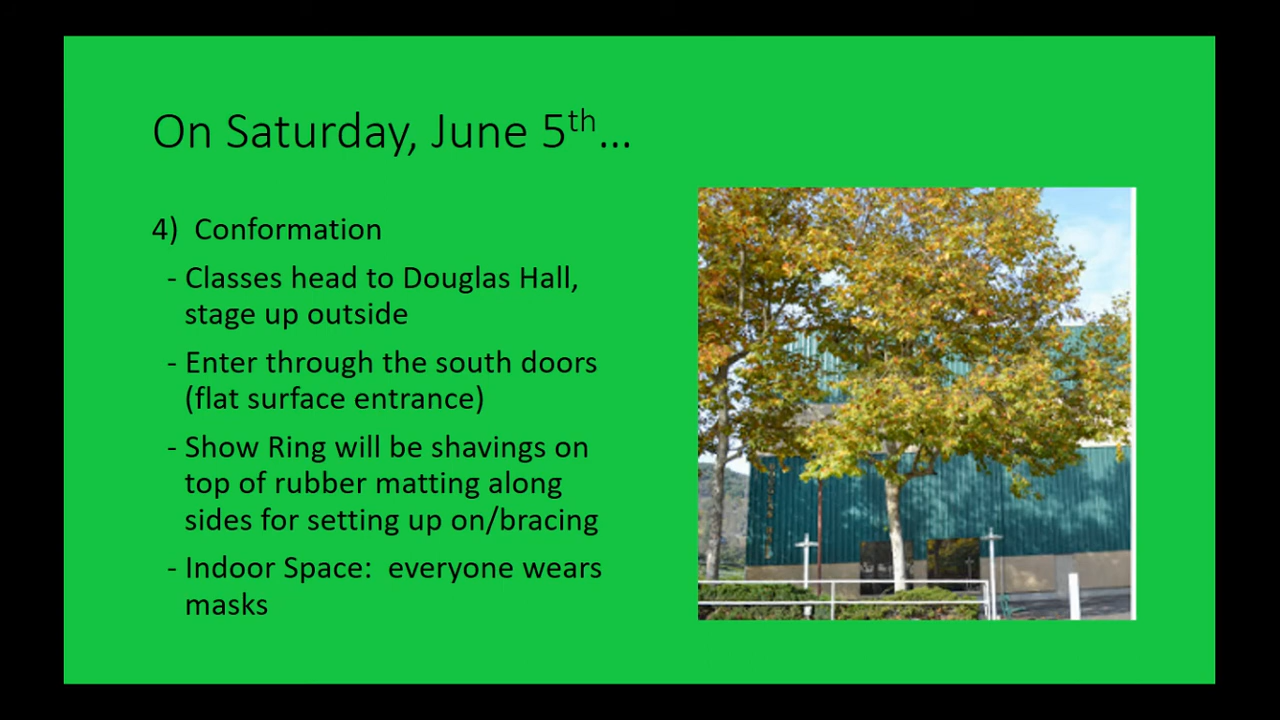 On Saturday, June 5th...
4) Conformation
- Classes head to Douglas Hall,
stage up outside
- Enter through the south doors
(flat surface entrance)
- Show Ring will be shavings on
top of rubber matting along
sides for setting up on/bracing
- Indoor Space: everyone wears
masks